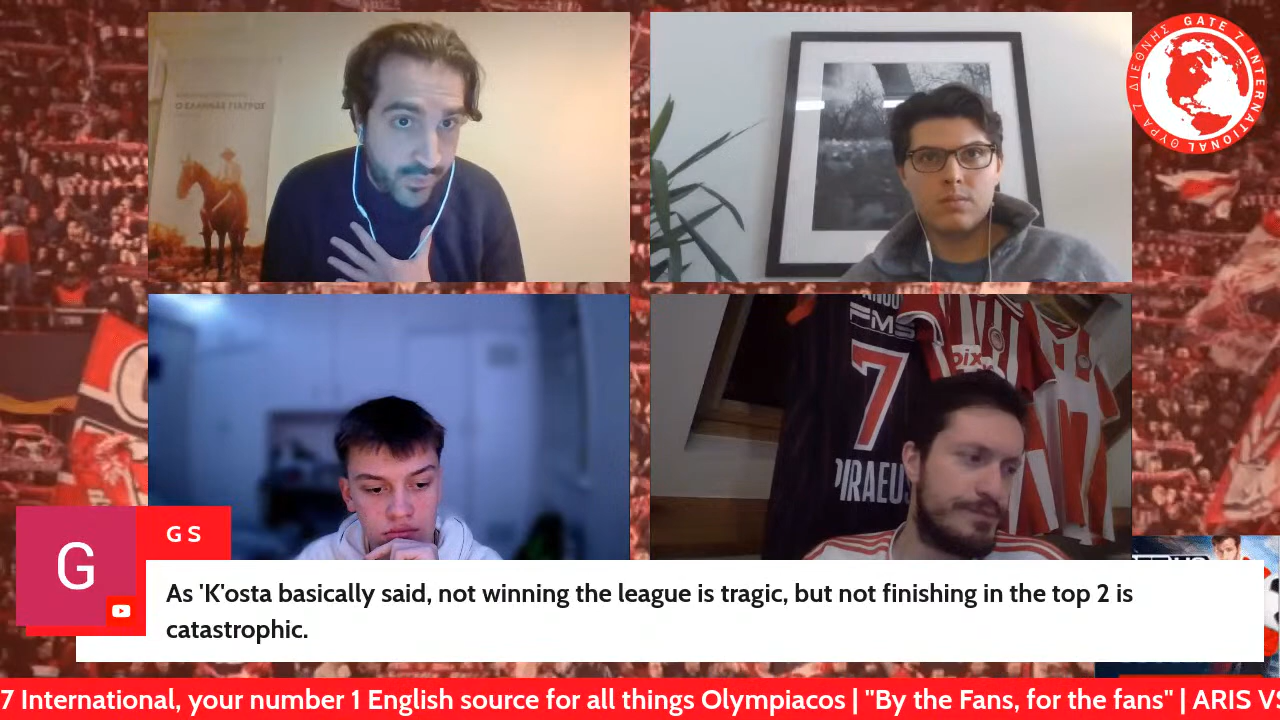 Ο ΕΛΛΗΝΑΣ ΓΙΑΤΡΟΣ
GATE 7 INTERNATIONAL
ΘΥΡΑ 7 ΔΙΕΘΝΗΣ
FMS
7
PIRAEUS
pix
G
G S
As 'K'osta basically said, not winning the league is tragic, but not finishing in the top 2 is
catastrophic.
7 International, your number 1 English source for all things Olympiacos | "By the Fans, for the fans" | ARIS VS